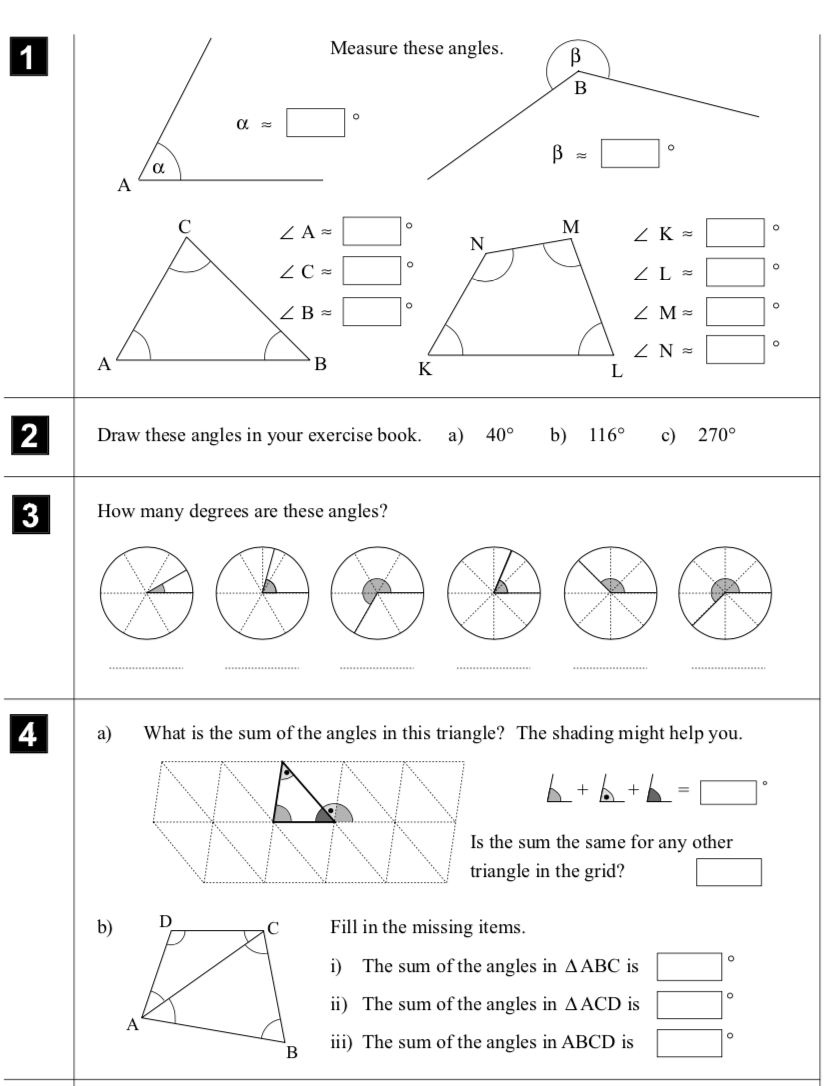 1
Measure these angles.
α ≈ °
A α
β
B
β ≈ °
C
A
B
∠ A ≈ °
∠ C ≈ °
∠ B ≈ °
N
M
K
L
∠ K ≈ °
∠ L ≈ °
∠ M ≈ °
∠ N ≈ °
2
Draw these angles in your exercise book. a) 40° b) 116° c) 270°
3
How many degrees are these angles?
4
a) What is the sum of the angles in this triangle? The shading might help you.
+ + = °
Is the sum the same for any other
triangle in the grid?
b)
D
C
A
B
Fill in the missing items.
i) The sum of the angles in Δ ABC is °
ii) The sum of the angles in Δ ACD is °
iii) The sum of the angles in ABCD is °